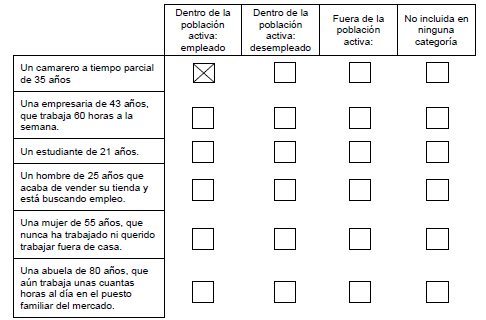 Dentro de la
población
activa:
empleado
Dentro de la
población
activa:
desempleado
Fuera de la
población
activa:
No incluida en
ninguna
categoría
Un camarero a tiempo parcial
de 35 años
Una empresaria de 43 años,
que trabaja 60 horas a la
semana.
Un estudiante de 21 años.
Un hombre de 25 años que
acaba de vender su tienda y
está buscando empleo.
Una mujer de 55 años, que
nunca ha trabajado ni querido
trabajar fuera de casa.
Una abuela de 80 años, que
aún trabaja unas cuantas
horas al día en el puesto
familiar del mercado.